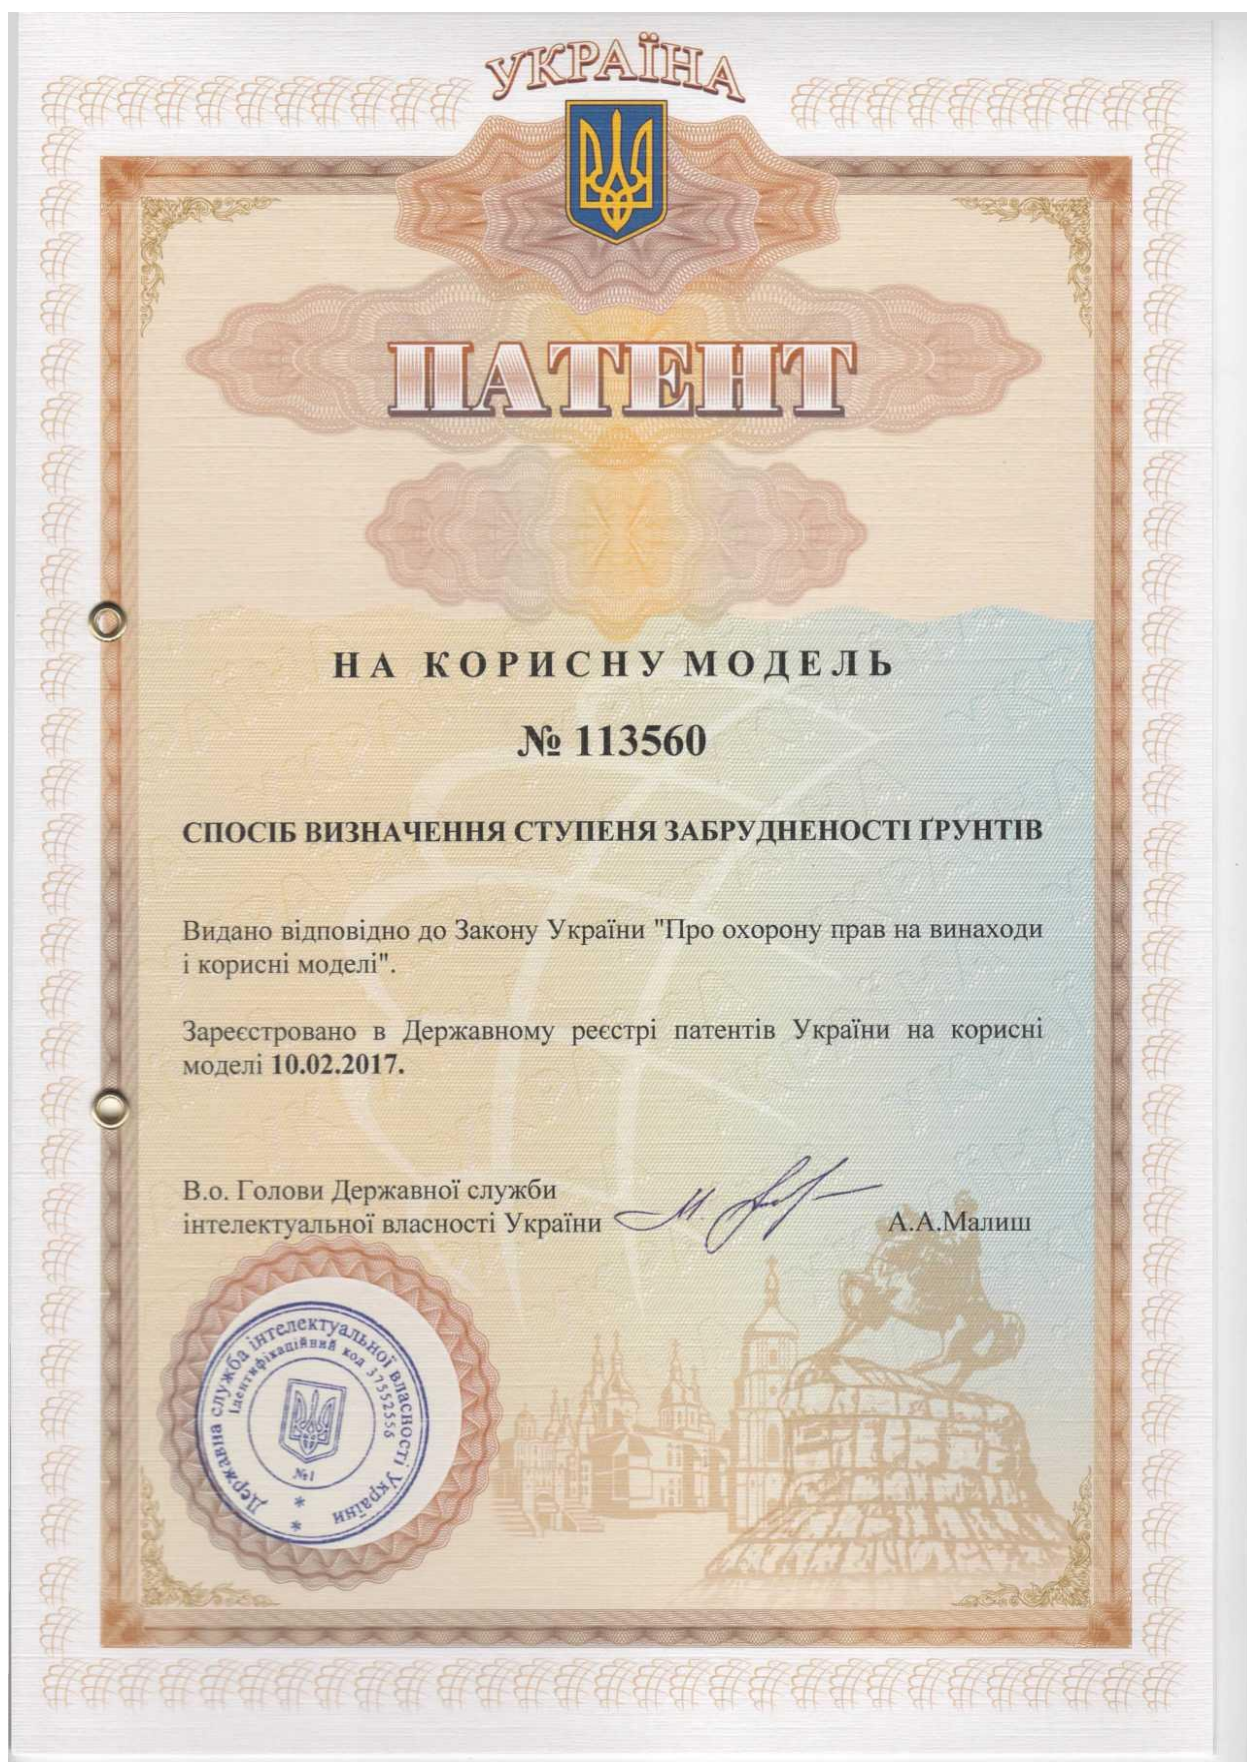 УКРАЇНА
ПАТЕНТ
НА КОРИСНУ МОДЕЛЬ
№ 113560
СПОСІБ ВИЗНАЧЕННЯ СТУПЕНЯ ЗАБРУДНЕНОСТІ ҐРУНТІВ
Видано відповідно до Закону України "Про охорону прав на винаходи
і корисні моделі".
Зареєстровано в Державному реєстрі патентів України на корисні
моделі 10.02.2017.
В.о. Голови Державної служби
інтелектуальної власності України
А.А.Малиш
Державна служба інтелектуальної власності України
Ідентифікаційний код 37552556
№1